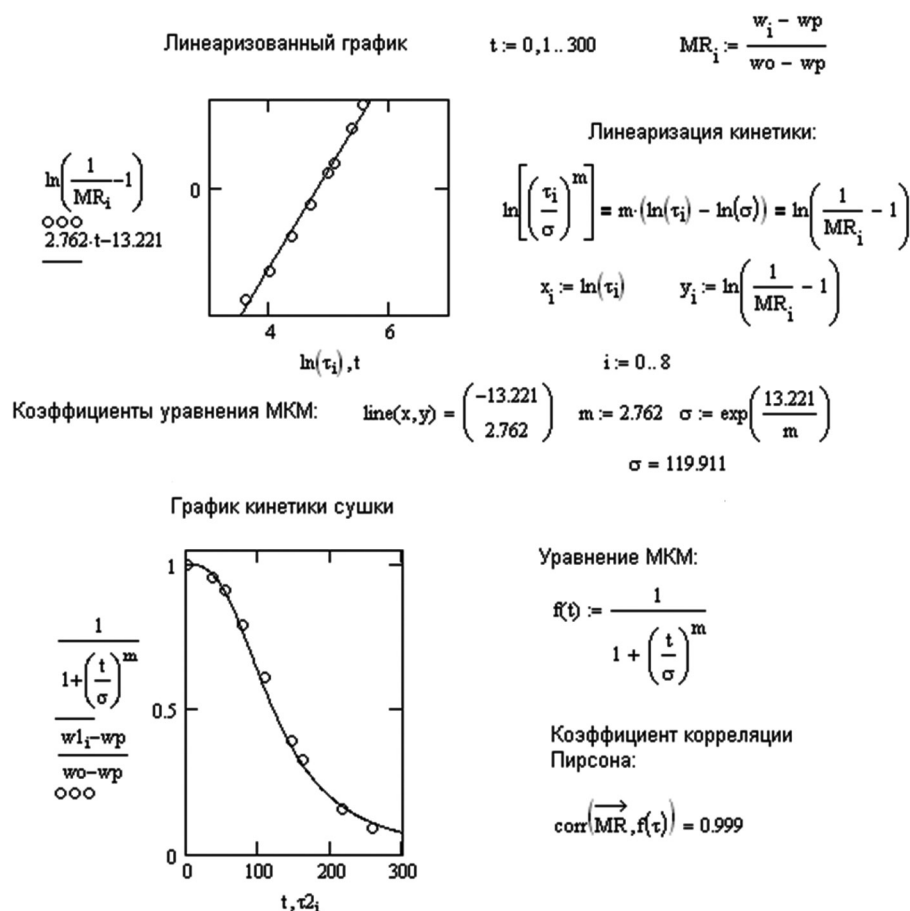 Линеаризованный график
t := 0,1.. 300
MR_i := (w_i − wp)/(wo − wp)
0
4 6
ln(1/MR_i−1)
ооо
2.762·t−13.221
ln(τ_i),t
Линеаризация кинетики:
ln[(τ_i/σ)^m] = m·(ln(τ_i) − ln(σ)) = ln(1/MR_i − 1)
x_i := ln(τ_i)
y_i := ln(1/MR_i − 1)
i := 0.. 8
Коэффициенты уравнения МКМ:
line(x,y) = (−13.221 2.762)
m := 2.762
σ := exp(13.221/m)
σ = 119.911
График кинетики сушки
1
0.5
0
0 100 200 300
1/(1+(t/σ)^m)
(w1_i−wp)/(wo−wp)
ооо
t,τ2_i
Уравнение МКМ:
f(t) := 1/(1 + (t/σ)^m)
Коэффициент корреляции
Пирсона:
corr(MR,f(τ)) = 0.999